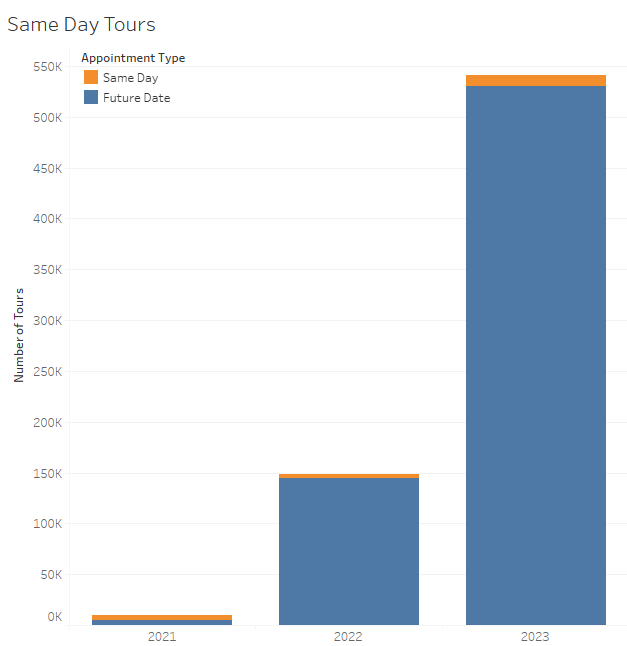 Same Day Tours
Appointment Type
Same Day
Future Date
Number of Tours
550K
500K
450K
400K
350K
300K
250K
200K
150K
100K
50K
0K
2021
2022
2023